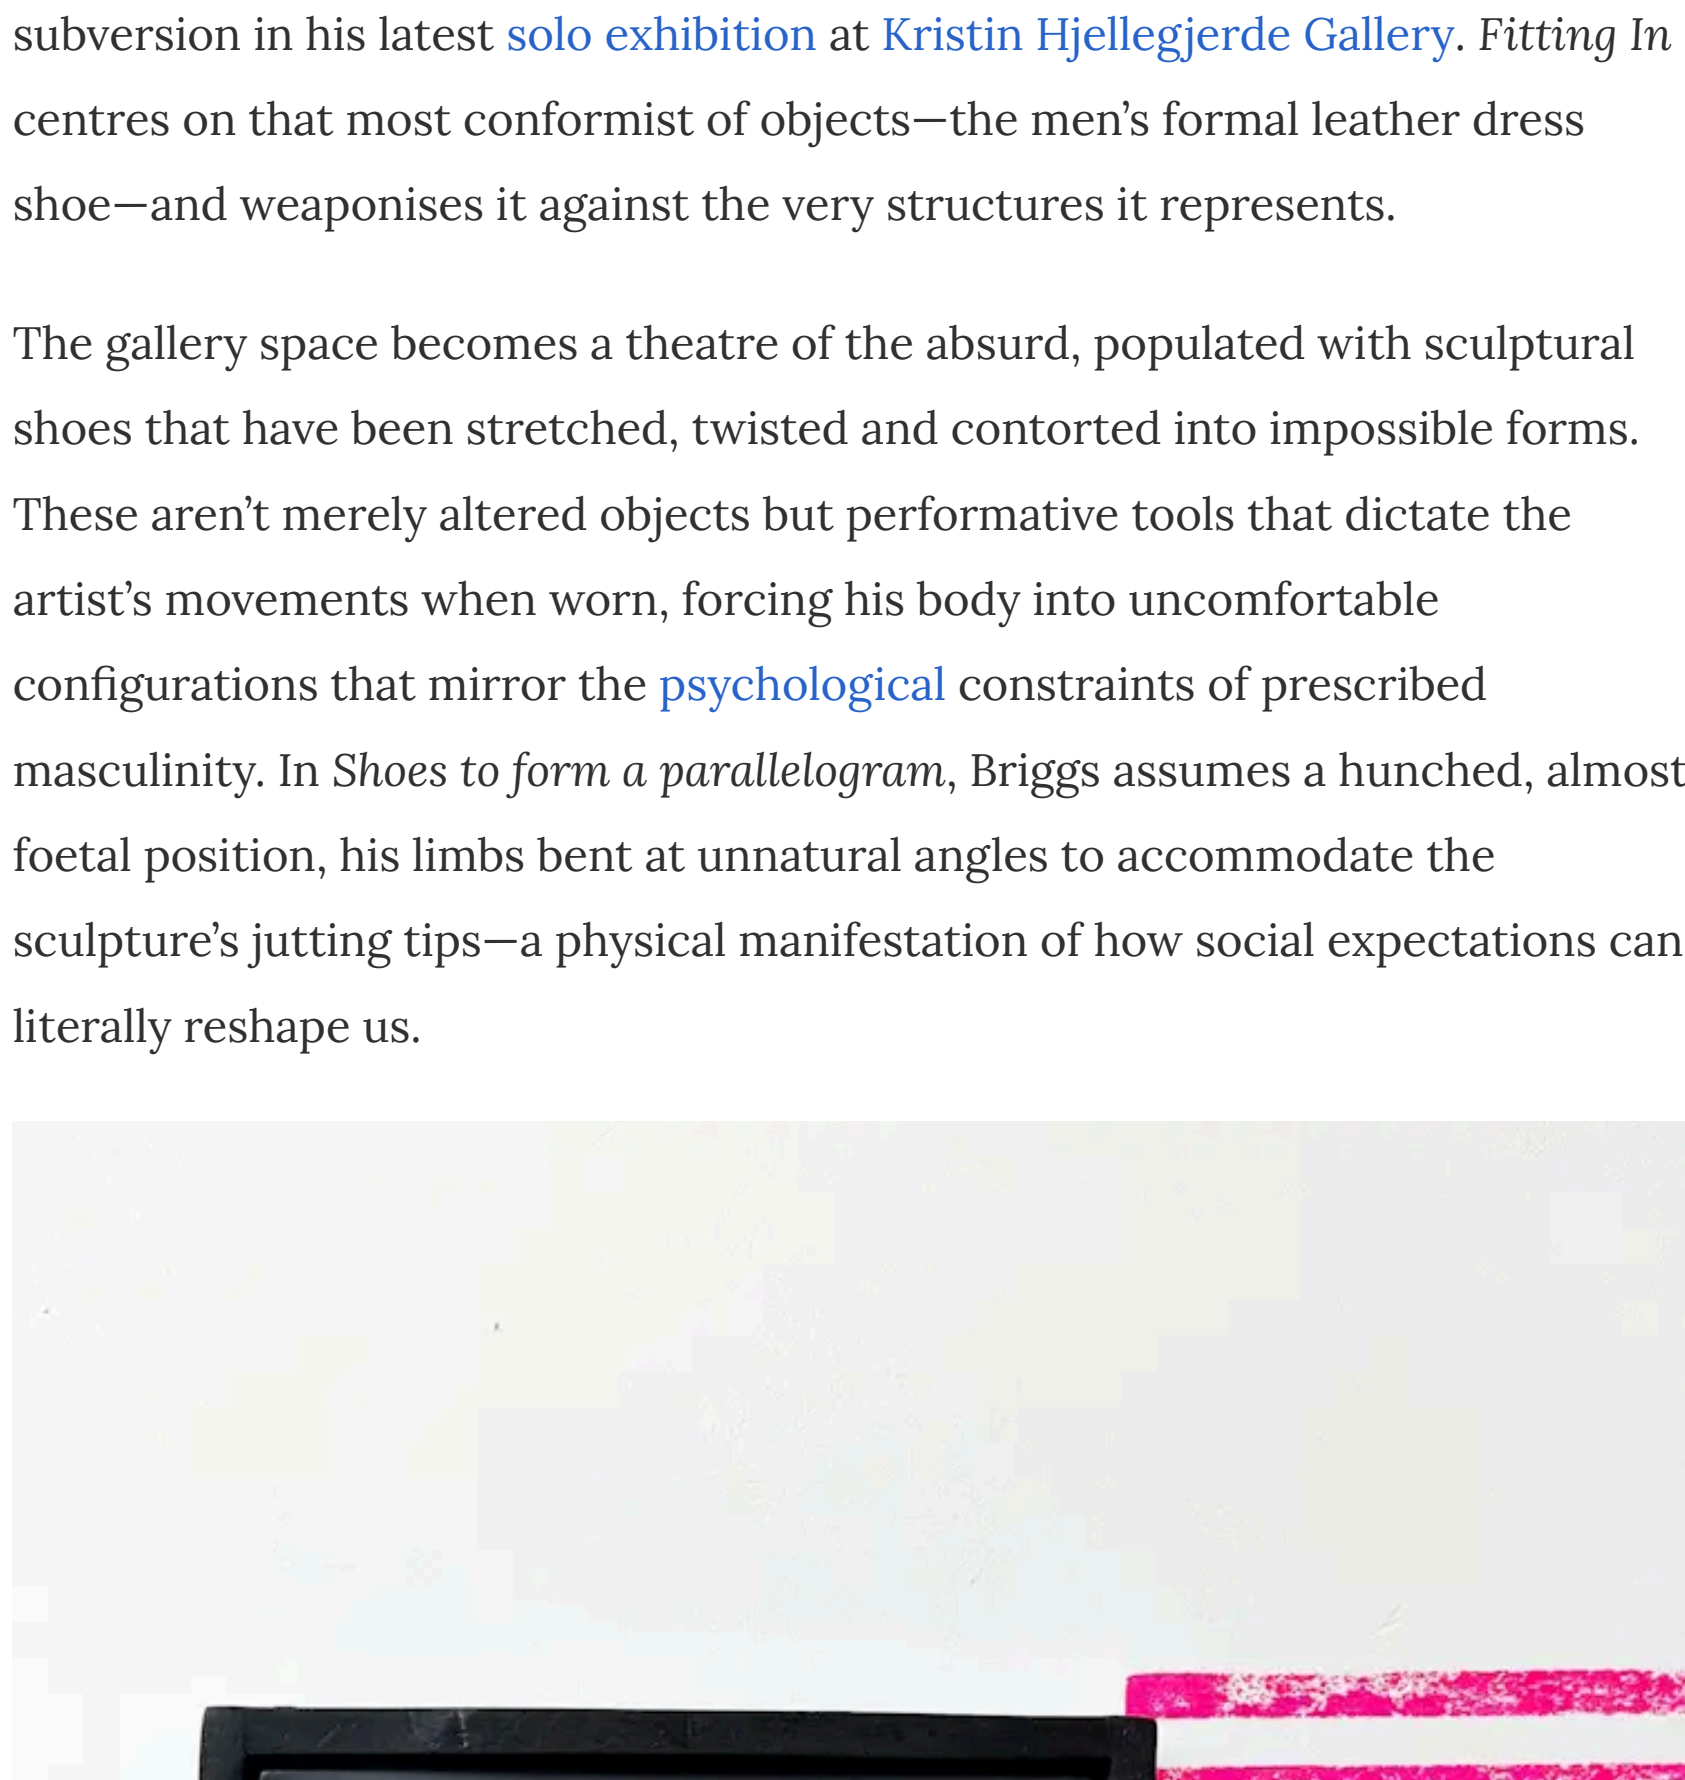 subversion in his latest solo exhibition at Kristin Hjellegjerde Gallery. Fitting In
centres on that most conformist of objects—the men’s formal leather dress
shoe—and weaponises it against the very structures it represents.
The gallery space becomes a theatre of the absurd, populated with sculptural
shoes that have been stretched, twisted and contorted into impossible forms.
These aren’t merely altered objects but performative tools that dictate the
artist’s movements when worn, forcing his body into uncomfortable
configurations that mirror the psychological constraints of prescribed
masculinity. In Shoes to form a parallelogram, Briggs assumes a hunched, almost
foetal position, his limbs bent at unnatural angles to accommodate the
sculpture’s jutting tips—a physical manifestation of how social expectations can
literally reshape us.